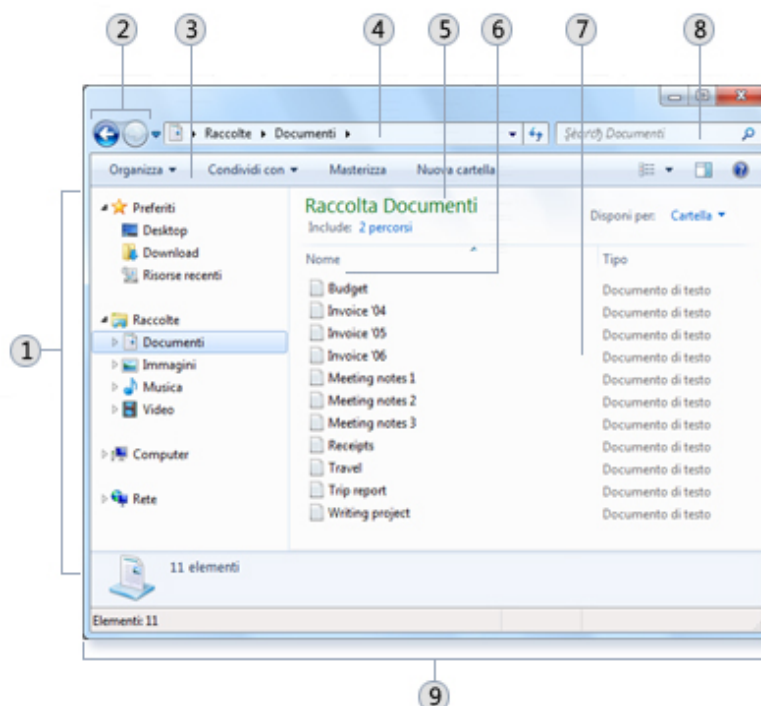 2 3 4 5 6 7 8
Raccolte Documenti
Search Documenti
Organizza Condividi con Masterizza Nuova cartella
1
Preferiti
Desktop
Download
Risorse recenti
Raccolte
Documenti
Immagini
Musica
Video
Computer
Rete
Raccolta Documenti
Include: 2 percorsi
Disponi per: Cartella
Nome Tipo
Budget Documento di testo
Invoice '04 Documento di testo
Invoice '05 Documento di testo
Invoice '06 Documento di testo
Meeting notes 1 Documento di testo
Meeting notes 2 Documento di testo
Meeting notes 3 Documento di testo
Receipts Documento di testo
Travel Documento di testo
Trip report Documento di testo
Writing project Documento di testo
11 elementi
Elementi: 11
9